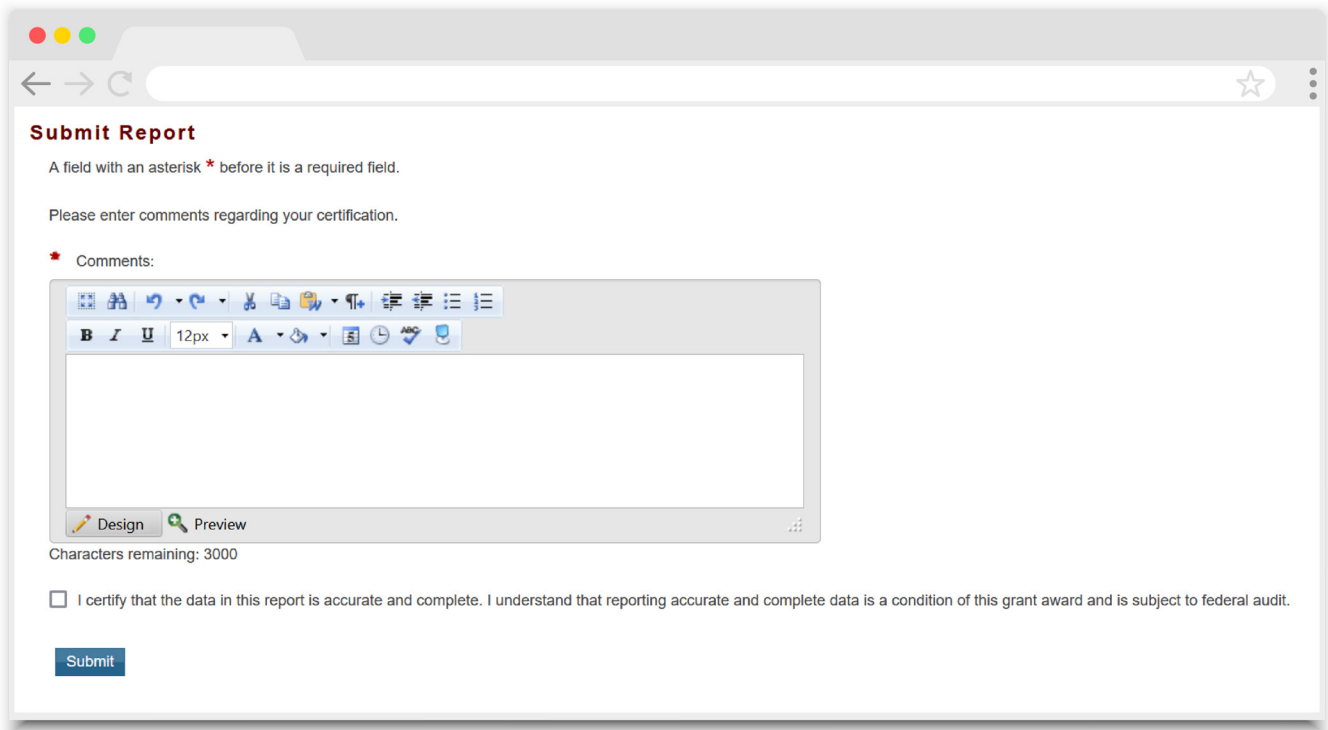 Submit Report
A field with an asterisk * before it is a required field.
Please enter comments regarding your certification.
* Comments:
B I U 12px A 5 ABC
Design Preview
Characters remaining: 3000
I certify that the data in this report is accurate and complete. I understand that reporting accurate and complete data is a condition of this grant award and is subject to federal audit.
Submit